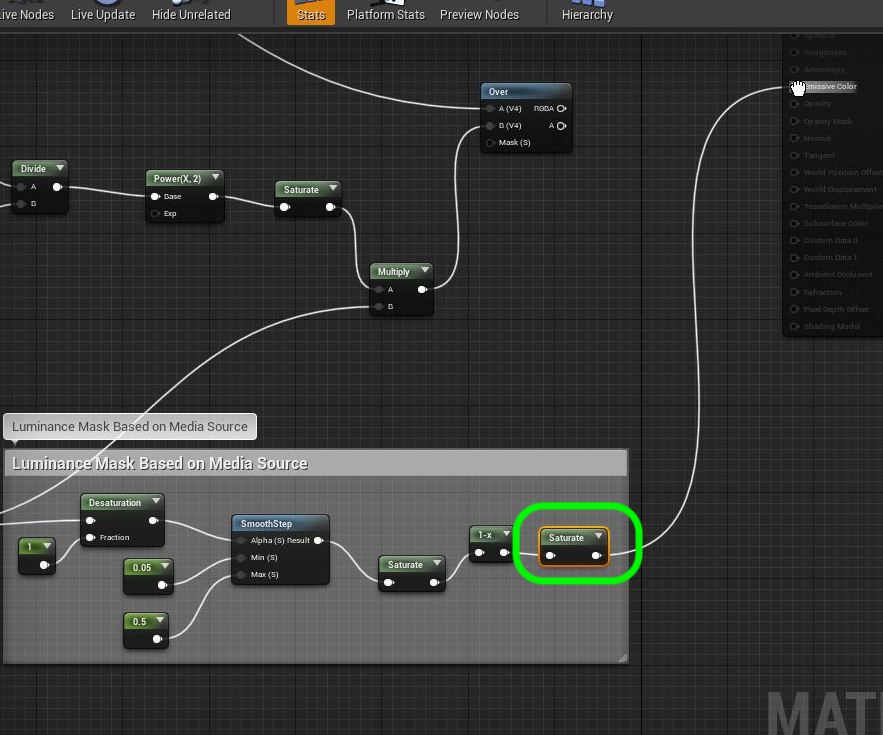 Live Nodes Live Update Hide Unrelated Stats Platform Stats Preview Nodes Hierarchy
Roughness
Anisotropy
Emissive Color
Opacity
Opacity Mask
Normal
Tangent
World Position Offset
World Displacement
Tessellation Multiplie
Subsurface Color
Custom Data 0
Custom Data 1
Ambient Occlusion
Refraction
Pixel Depth Offset
Shading Model
Over
A (V4) RGBA
B (V4) A
Mask (S)
Divide
A
B
Power(X, 2)
Base
Exp
Saturate
Multiply
A
B
Luminance Mask Based on Media Source
Luminance Mask Based on Media Source
Desaturation
Fraction
1
0.05
0.5
SmoothStep
Alpha (S) Result
Min (S)
Max (S)
Saturate
1-x
Saturate
MAT